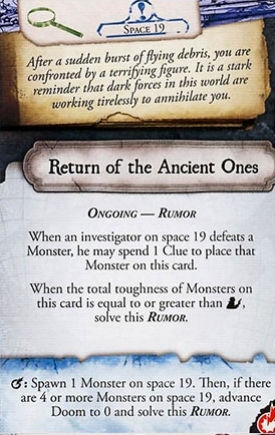 SPACE 19
After a sudden burst of flying debris, you are
confronted by a terrifying figure. It is a stark
reminder that dark forces in this world are
working tirelessly to annihilate you.
Return of the Ancient Ones
ONGOING — RUMOR
When an investigator on space 19 defeats a
Monster, he may spend 1 Clue to place that
Monster on this card.
When the total toughness of Monsters on
this card is equal to or greater than ,
solve this RUMOR.
: Spawn 1 Monster on space 19. Then, if there
are 4 or more Monsters on space 19, advance
Doom to 0 and solve this RUMOR.